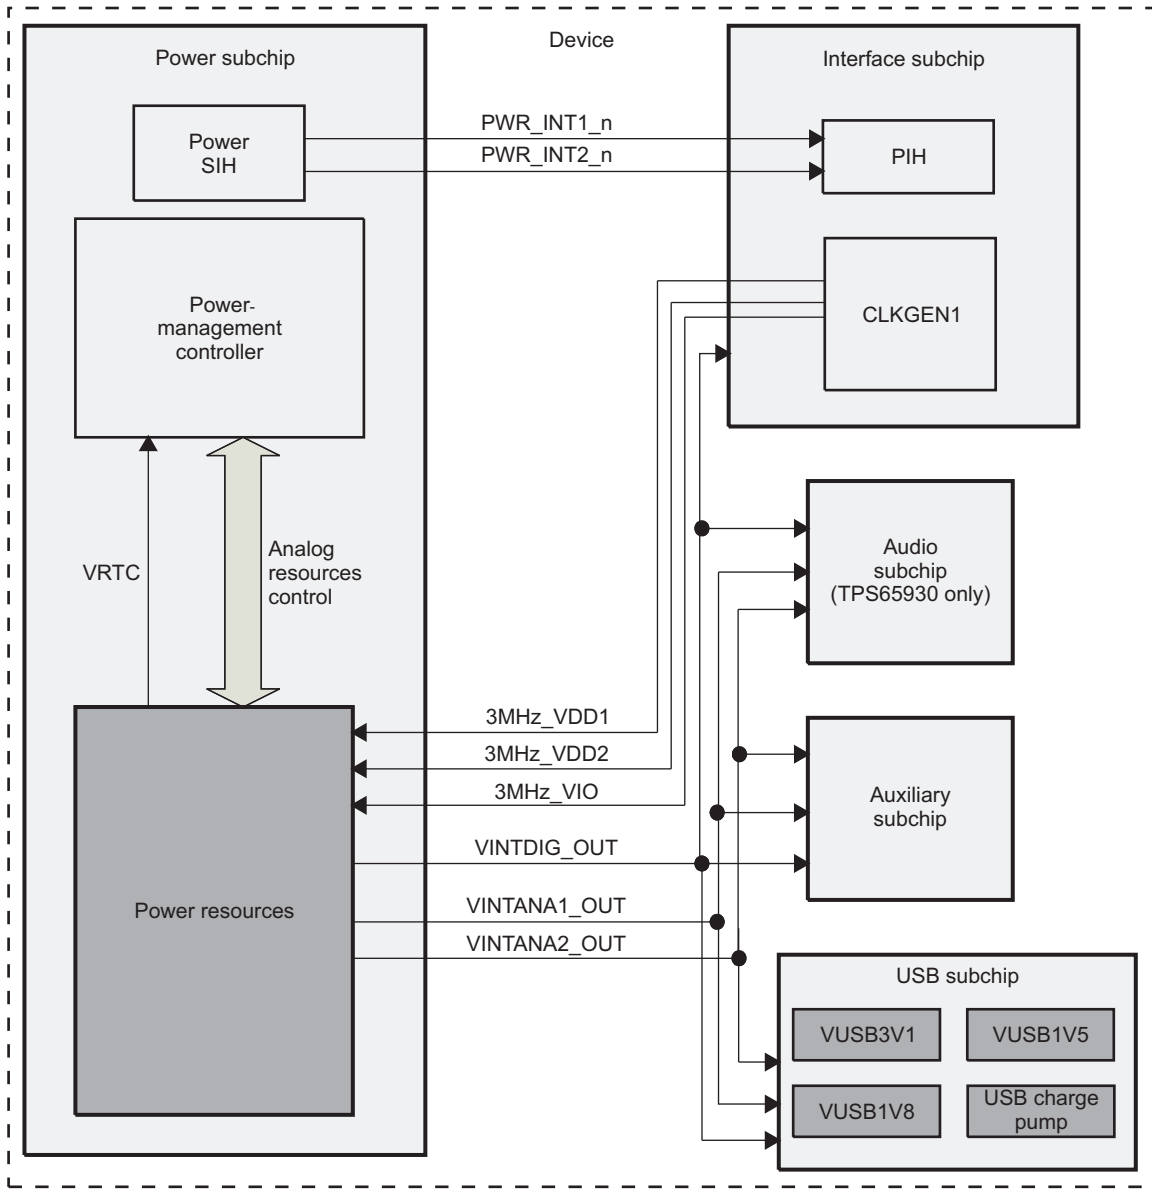 Device
Power subchip
Power
SIH
Power-
management
controller
VRTC
Analog
resources
control
Power resources
PWR_INT1_n
PWR_INT2_n
3MHz_VDD1
3MHz_VDD2
3MHz_VIO
VINTDIG_OUT
VINTANA1_OUT
VINTANA2_OUT
Interface subchip
PIH
CLKGEN1
Audio
subchip
(TPS65930 only)
Auxiliary
subchip
USB subchip
VUSB3V1
VUSB1V5
VUSB1V8
USB charge
pump